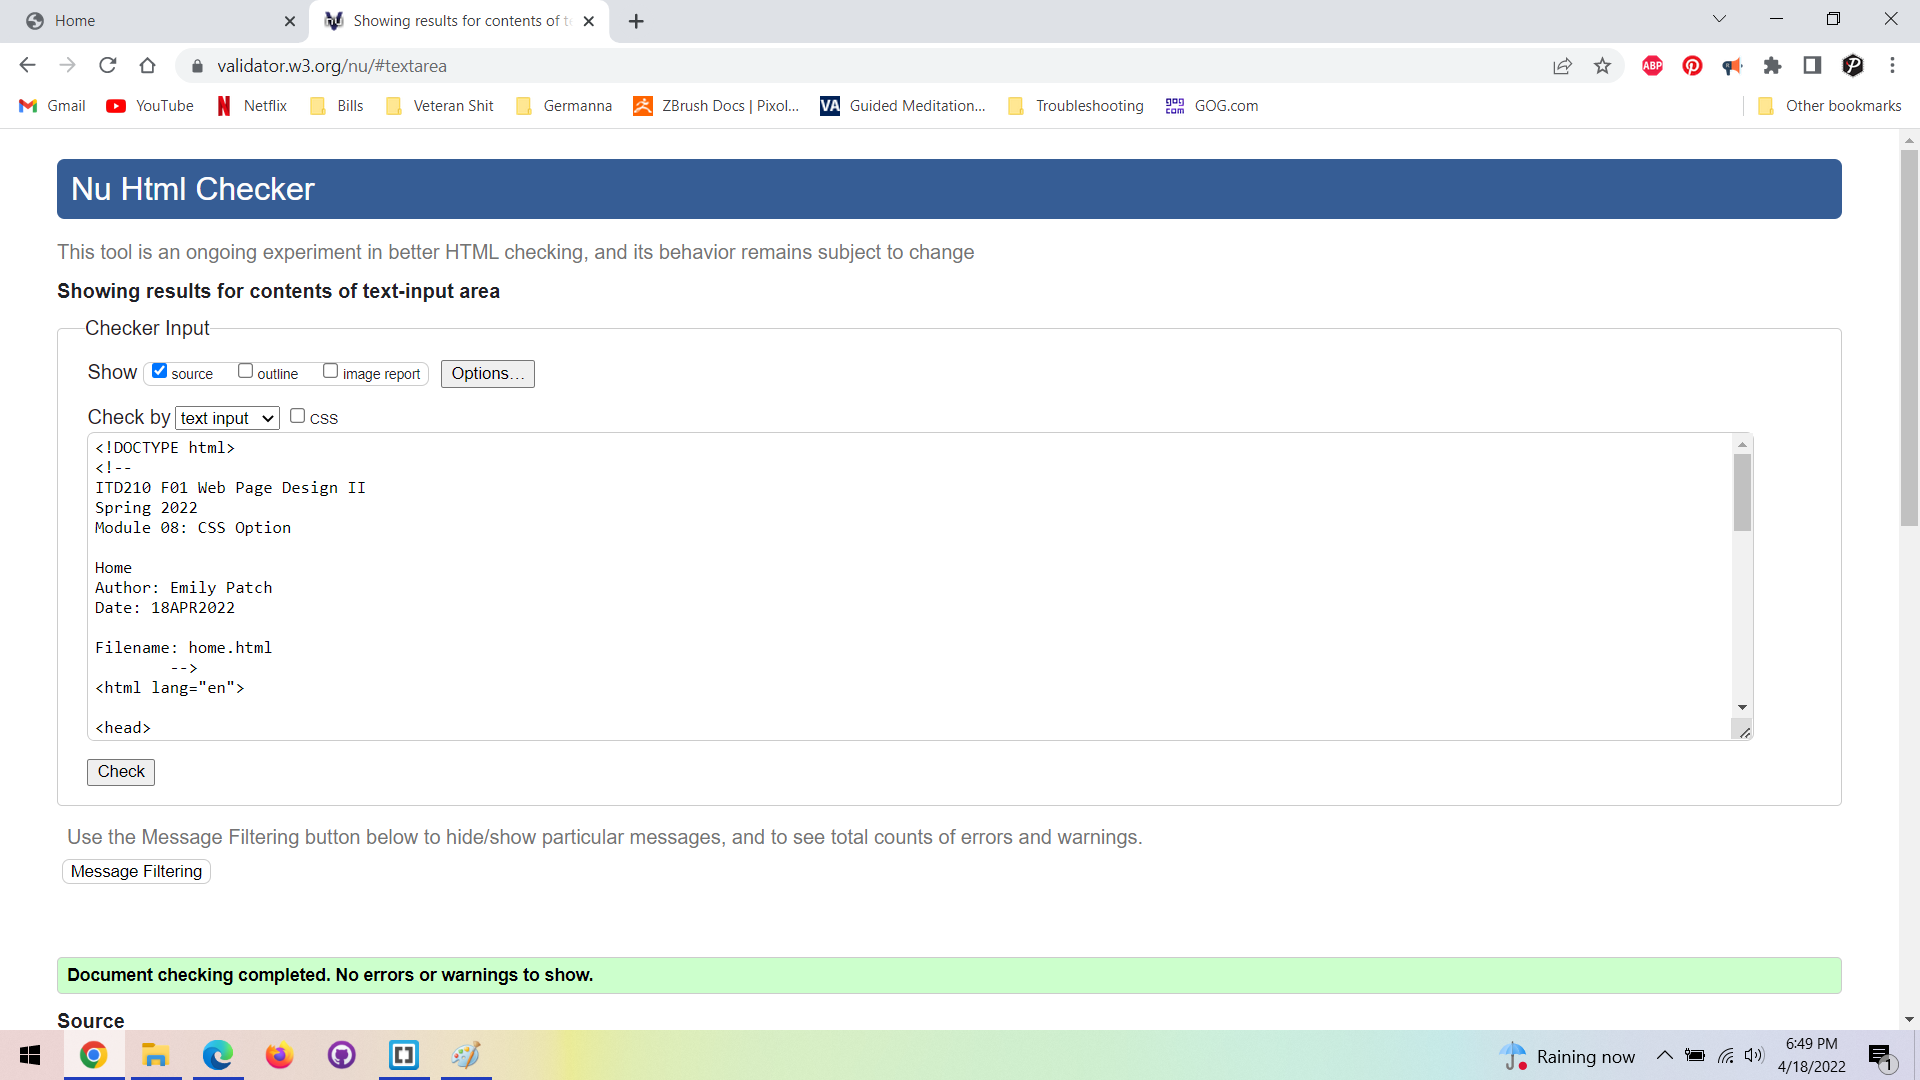 Home
Showing results for contents of t
validator.w3.org/nu/#textarea
ABP
Gmail
YouTube
Netflix
Bills
Veteran Shit
Germanna
ZBrush Docs | Pixol...
VA
Guided Meditation...
Troubleshooting
GOG.com
Other bookmarks
Nu Html Checker
This tool is an ongoing experiment in better HTML checking, and its behavior remains subject to change
Showing results for contents of text-input area
Checker Input
Show source outline image report Options...
Check by text input CSS
<!DOCTYPE html>
<!--
ITD210 F01 Web Page Design II
Spring 2022
Module 08: CSS Option
Home
Author: Emily Patch
Date: 18APR2022
Filename: home.html
-->
<html lang="en">
<head>
Check
Use the Message Filtering button below to hide/show particular messages, and to see total counts of errors and warnings.
Message Filtering
Document checking completed. No errors or warnings to show.
Source
Raining now
6:49 PM
4/18/2022
1